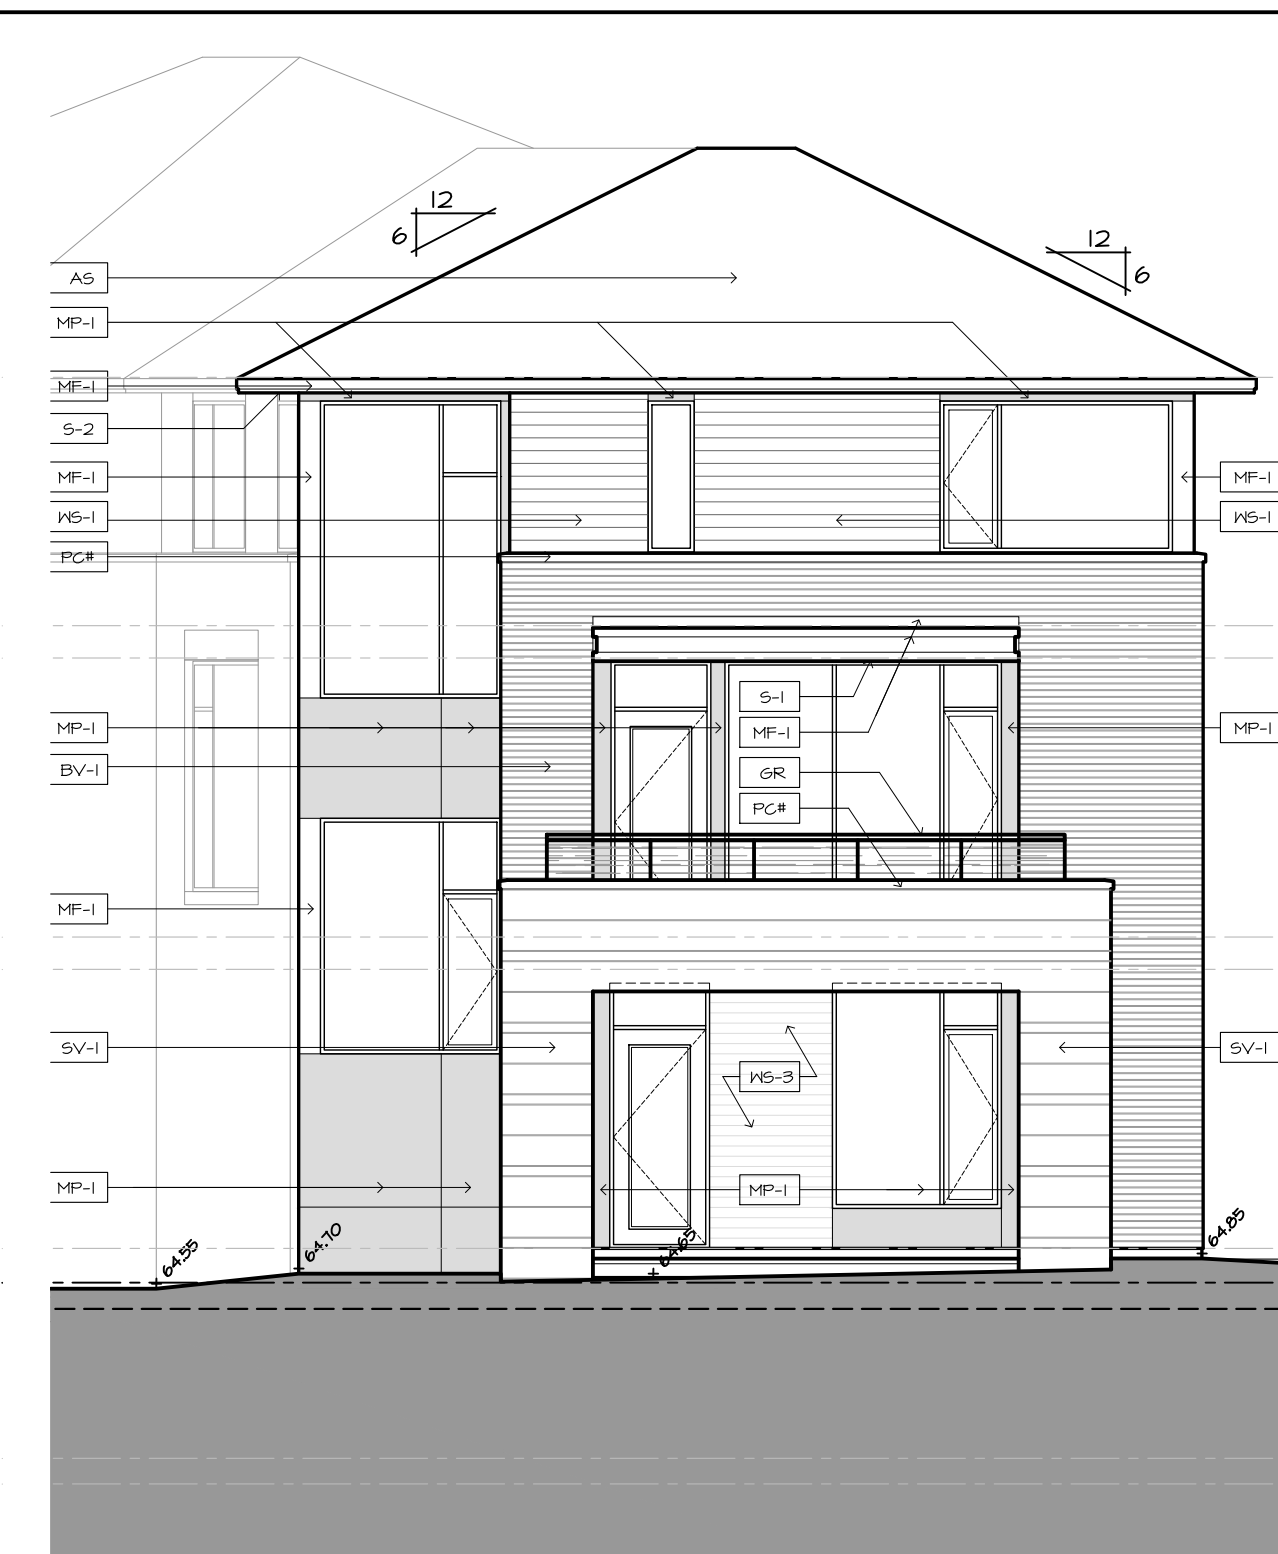 12
6
12
6
AS
MP-1
MF-1
S-2
MF-1
MF-1
WS-1
WS-1
PC#
S-1
MP-1
MF-1
MP-1
BV-1
GR
PC#
MF-1
SV-1
SV-1
WS-3
MP-1
MP-1
64.55
64.70
64.65
64.85